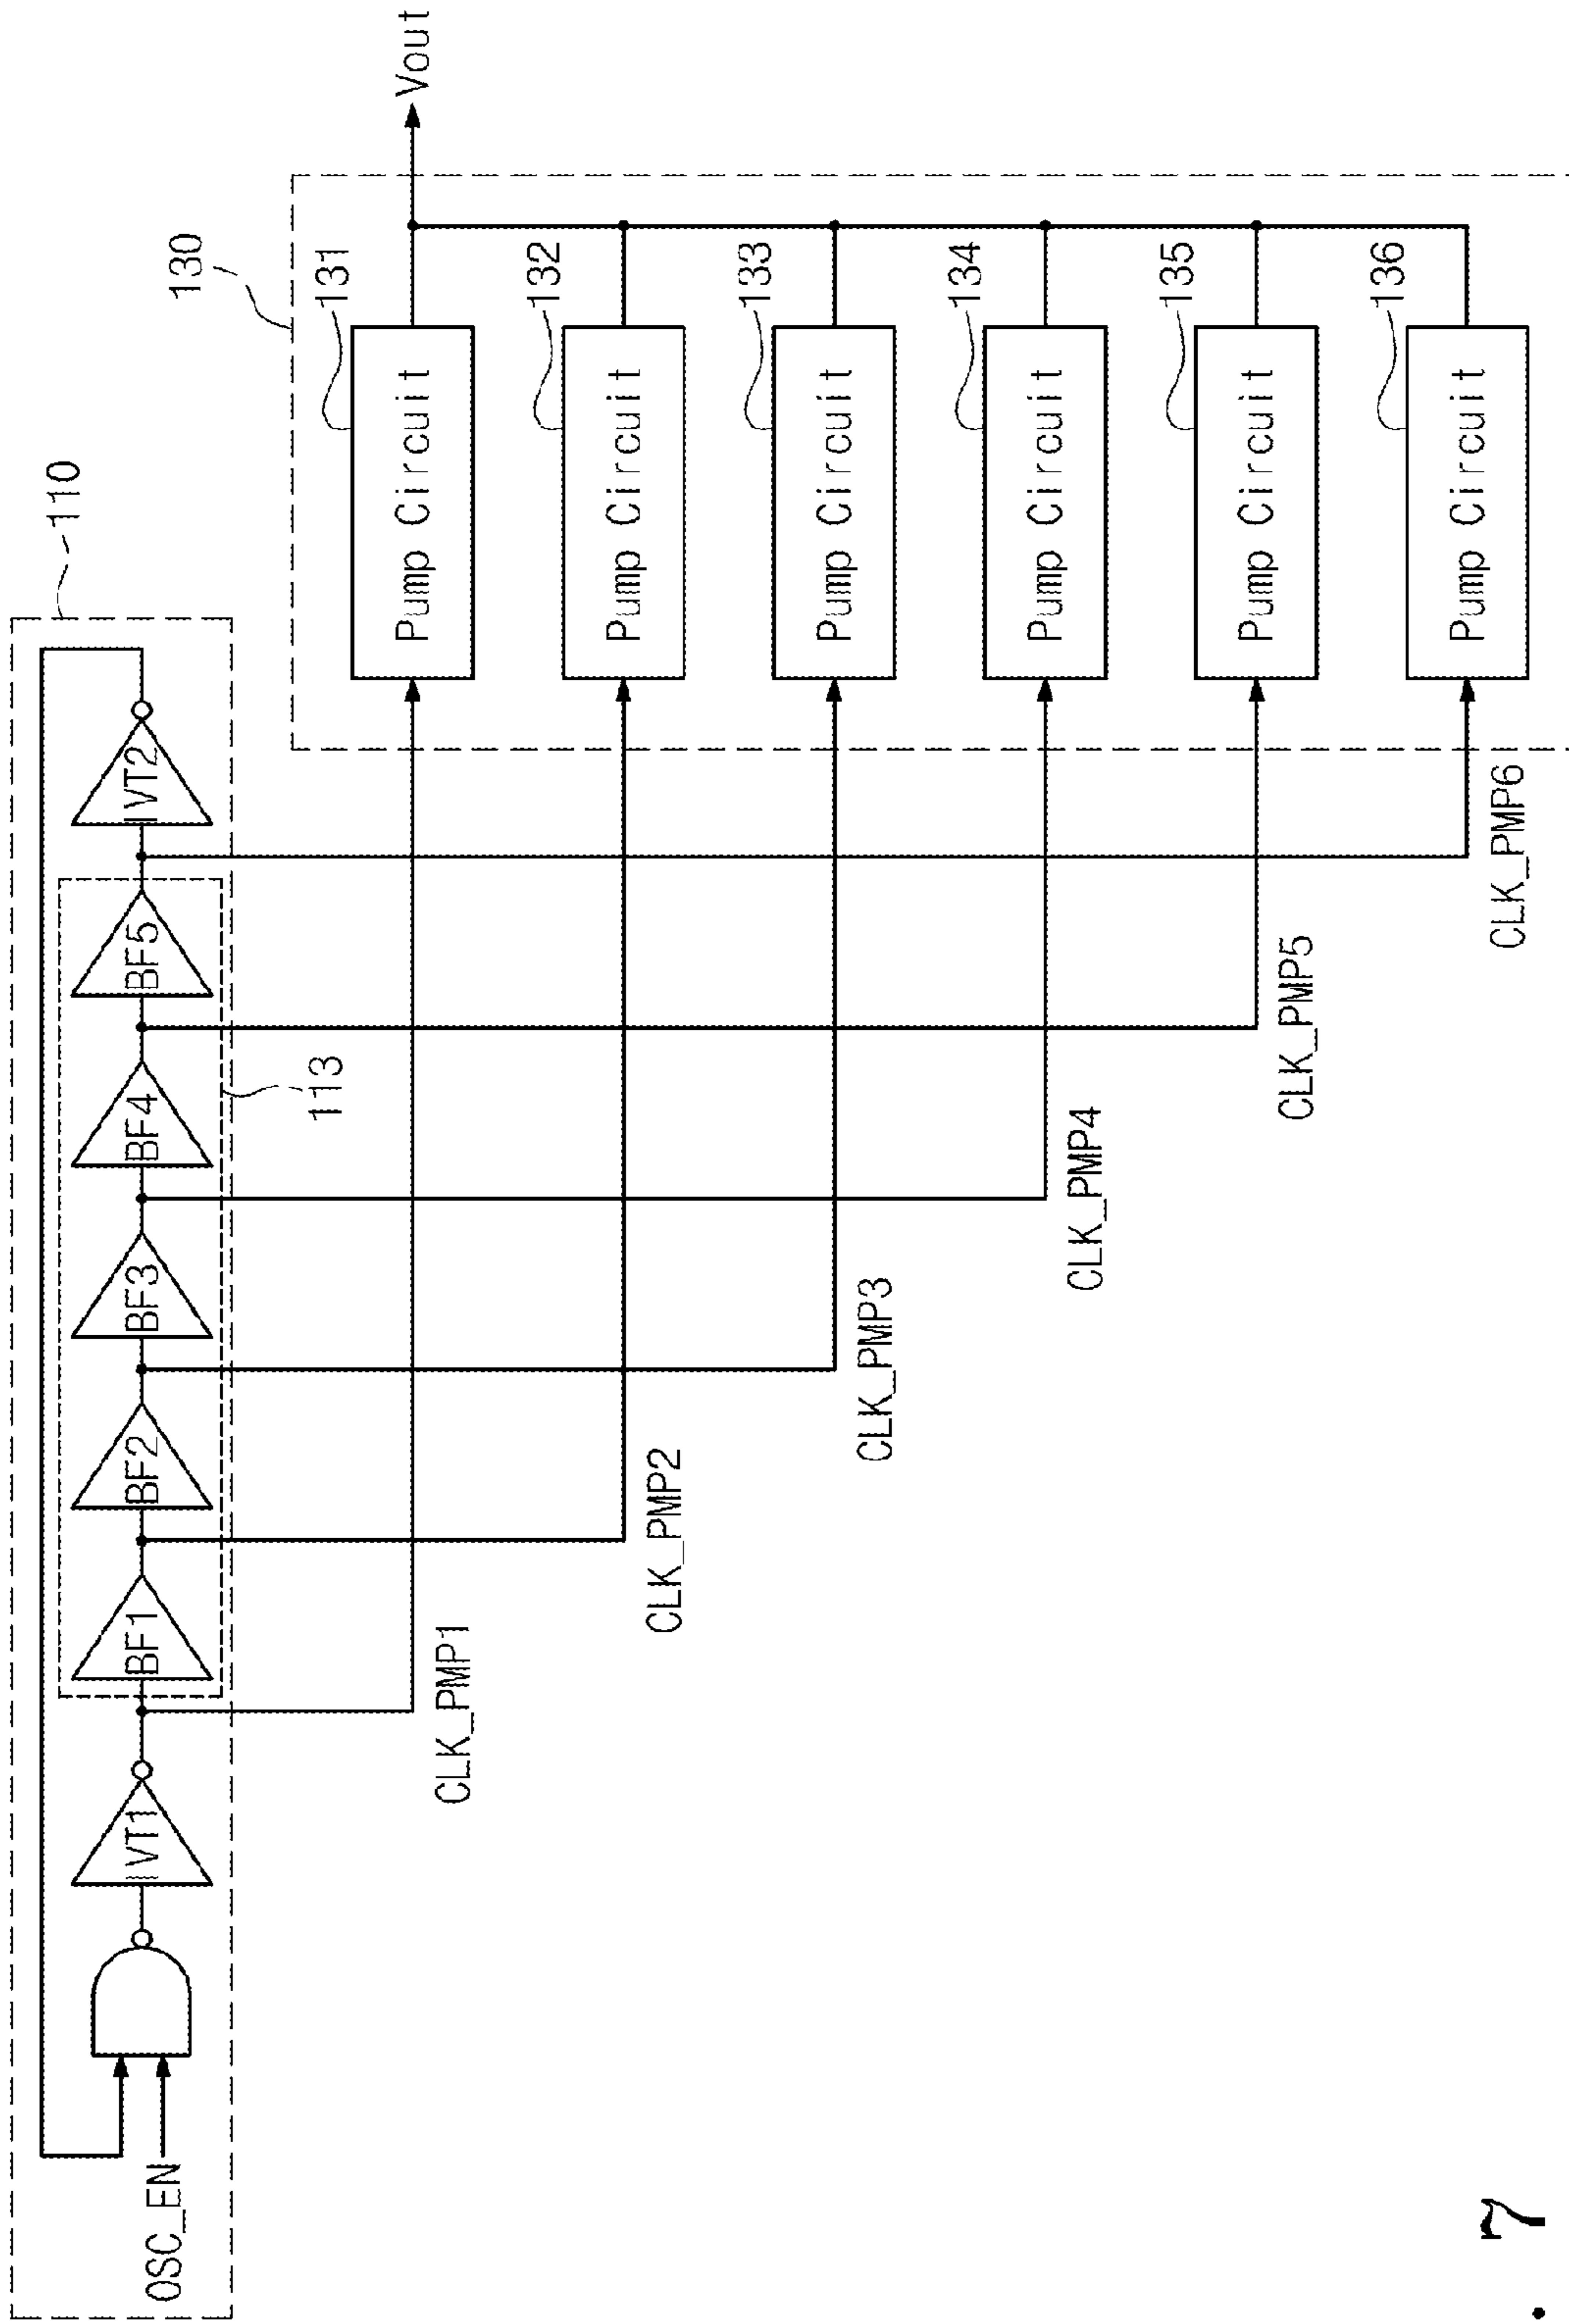 110
OSC_EN
IVT1
BF1
BF2
BF3
BF4
BF5
IVT2
113
130
CLK_PMP1
Pump Circuit
131
Vout
CLK_PMP2
Pump Circuit
132
CLK_PMP3
Pump Circuit
133
CLK_PMP4
Pump Circuit
134
CLK_PMP5
Pump Circuit
135
CLK_PMP6
Pump Circuit
136
. 7